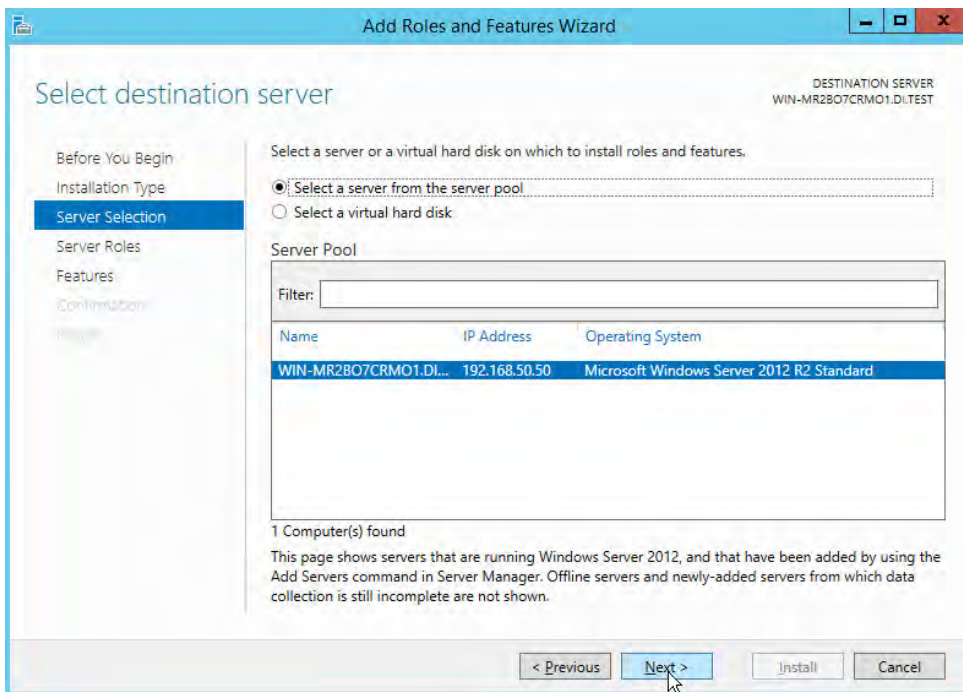 Add Roles and Features Wizard
Select destination server
DESTINATION SERVER
WIN-MR2BO7CRMO1.DI.TEST
Before You Begin
Installation Type
Server Selection
Server Roles
Features
Confirmation
Select a server or a virtual hard disk on which to install roles and features.
Select a server from the server pool
Select a virtual hard disk
Server Pool
Filter:
Name IP Address Operating System
WIN-MR2BO7CRMO1.DI... 192.168.50.50 Microsoft Windows Server 2012 R2 Standard
1 Computer(s) found
This page shows servers that are running Windows Server 2012, and that have been added by using the
Add Servers command in Server Manager. Offline servers and newly-added servers from which data
collection is still incomplete are not shown.
< Previous Next > Install Cancel